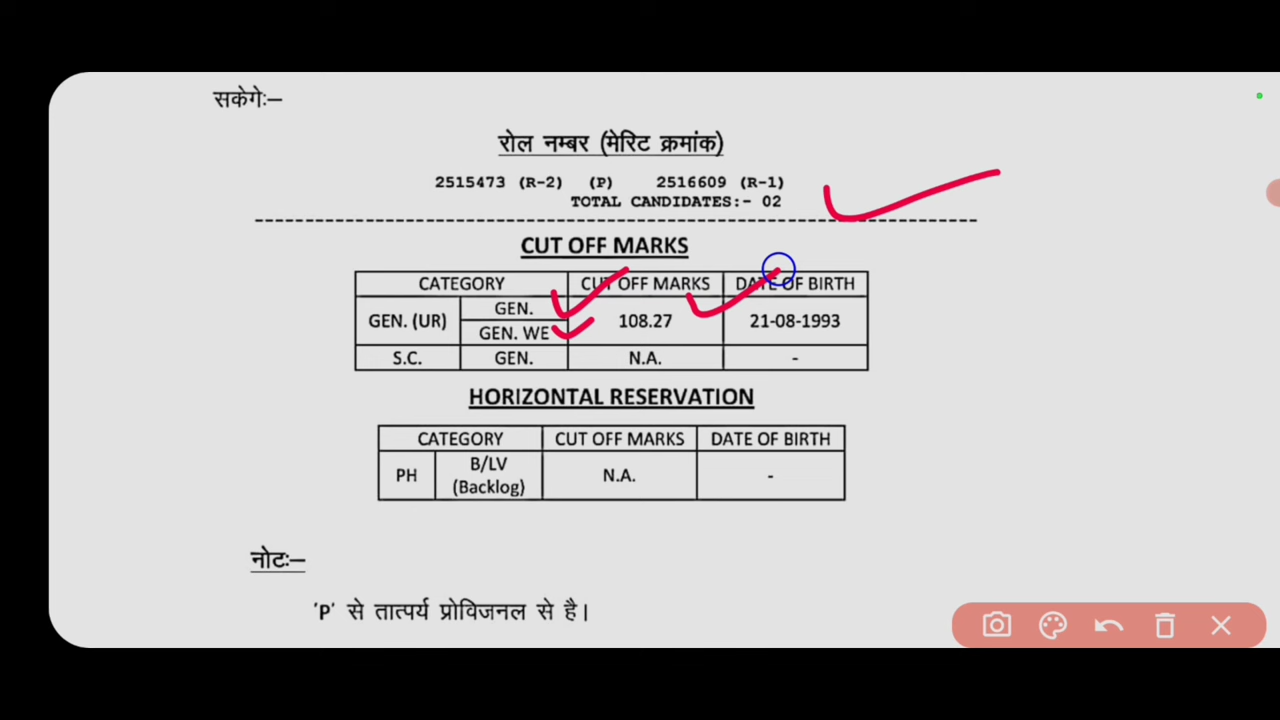 सकेगेः–
रोल नम्बर (मेरिट क्रमांक)
2515473 (R-2) (P) 2516609 (R-1)
TOTAL CANDIDATES:- 02
CUT OFF MARKS
CATEGORY CUT OFF MARKS DATE OF BIRTH
GEN. (UR) GEN. 108.27 21-08-1993
GEN. WE
S.C. GEN. N.A. -
HORIZONTAL RESERVATION
CATEGORY CUT OFF MARKS DATE OF BIRTH
PH B/LV (Backlog) N.A. -
नोटः–
'P' से तात्पर्य प्रोविजनल से है।